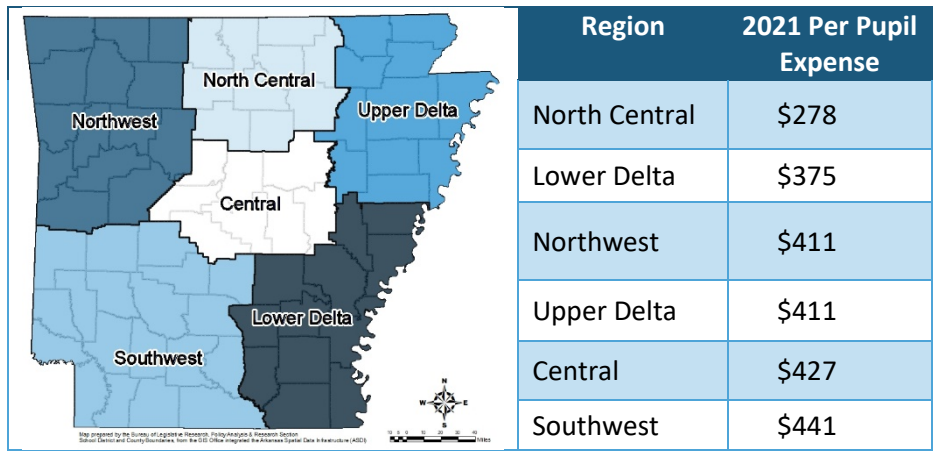 North Central
Northwest
Upper Delta
Central
Lower Delta
Southwest
N
W E
S
Map prepared by the Bureau of Legislative Research, Policy Analysis & Research Section
School District and County Boundaries, from the GIS Office integrated the Arkansas Spatial Data Infrastructure (ASDI)
Miles
Region 2021 Per Pupil
Expense
North Central $278
Lower Delta $375
Northwest $411
Upper Delta $411
Central $427
Southwest $441